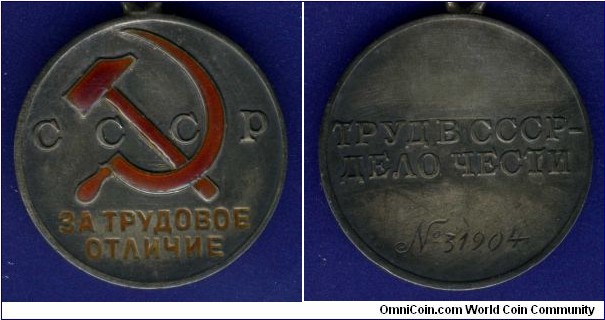 С С С Р
ЗА ТРУДОВОЕ
ОТЛИЧИЕ
ТРУД В СССР-
ДЕЛО ЧЕСТИ
№31904
OmniCoin.com World Coin Community